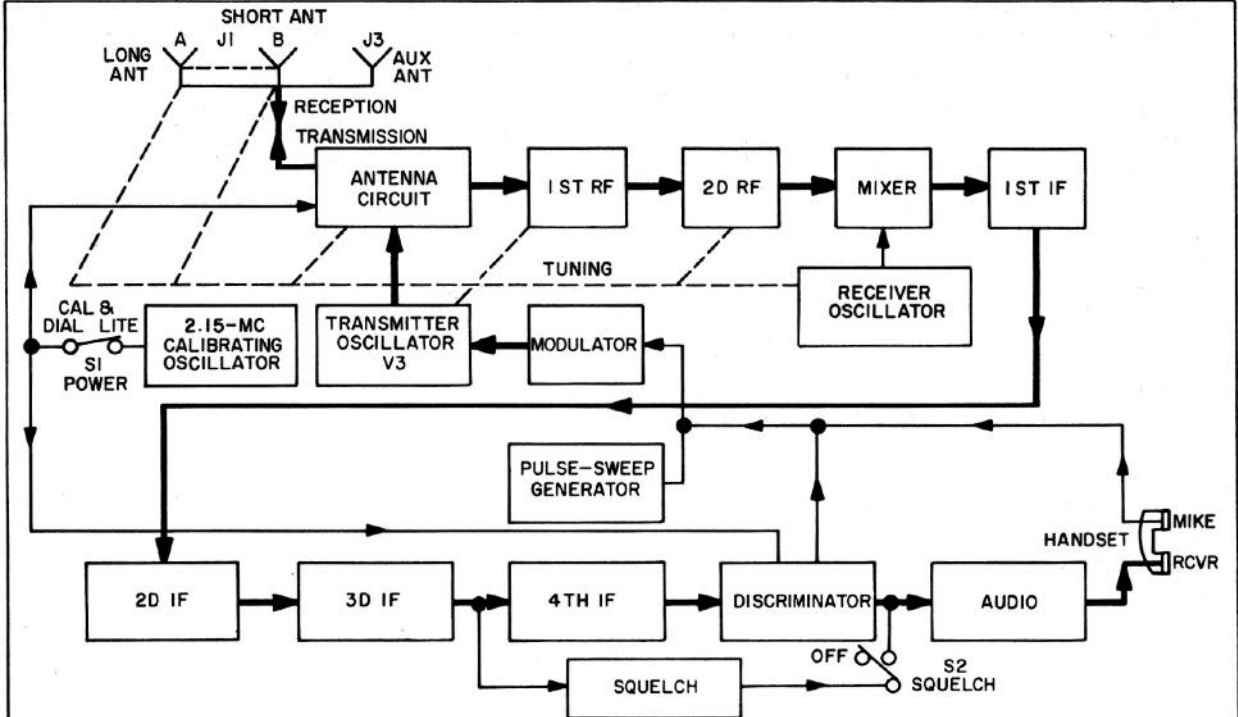 SHORT ANT
A J1 B J3
LONG ANT
AUX ANT
RECEPTION
TRANSMISSION
ANTENNA CIRCUIT
1ST RF
2D RF
MIXER
1ST IF
TUNING
RECEIVER OSCILLATOR
CAL & DIAL LITE
S1 POWER
2.15-MC CALIBRATING OSCILLATOR
TRANSMITTER OSCILLATOR V3
MODULATOR
PULSE-SWEEP GENERATOR
MIKE
HANDSET
RCVR
2D IF
3D IF
4TH IF
DISCRIMINATOR
AUDIO
OFF
S2 SQUELCH
SQUELCH